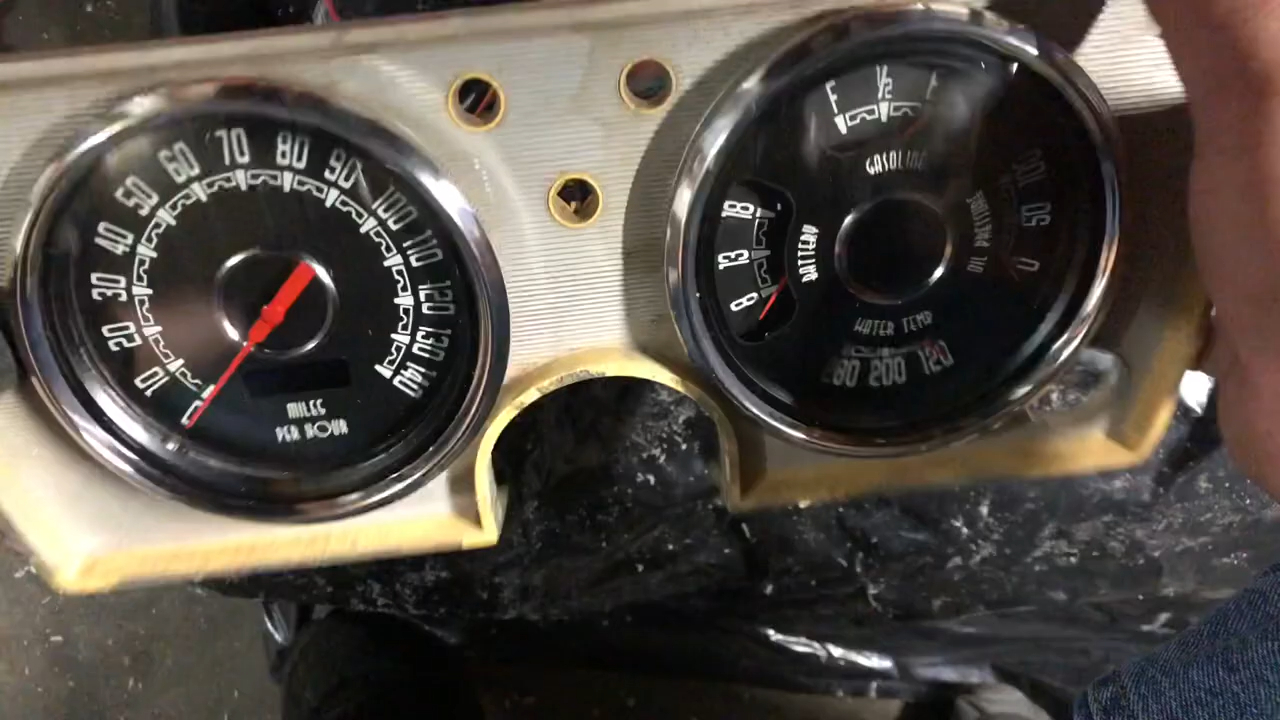 10 20 30 40 50 60 70 80 90 100 110 120 130 140
MILES
PER HOUR
F 1/2 F
GASOLINE
18
13
8
BATTERY
OIL PRESSURE
50
0
WATER TEMP
280 200 120